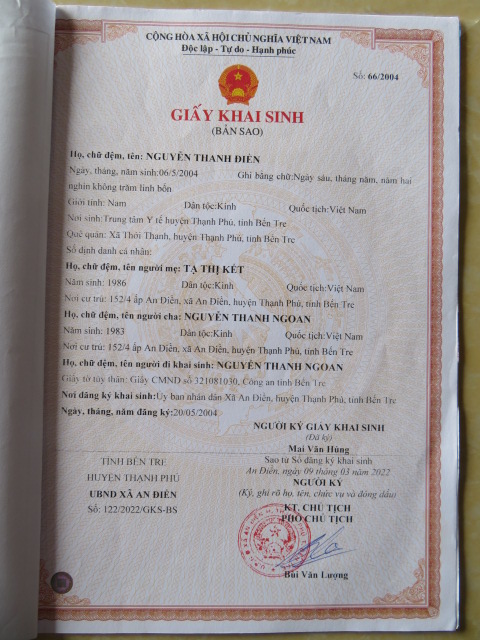 CỘNG HÒA XÃ HỘI CHỦ NGHĨA VIỆT NAM
Độc lập - Tự do - Hạnh phúc
Số: 66/2004
GIẤY KHAI SINH
(BẢN SAO)
Họ, chữ đệm, tên: NGUYỄN THANH ĐIỀN
Ngày, tháng, năm sinh:06/5/2004 Ghi bằng chữ:Ngày sáu, tháng năm, năm hai
nghìn không trăm linh bốn
Giới tính: Nam Dân tộc:Kinh Quốc tịch:Việt Nam
Nơi sinh:Trung tâm Y tế huyện Thạnh Phú, tỉnh Bến Tre
Quê quán: Xã Thới Thạnh, huyện Thạnh Phú, tỉnh Bến Tre
Số định danh cá nhân:
Họ, chữ đệm, tên người mẹ: TẠ THỊ KẾT
Năm sinh: 1986 Dân tộc:Kinh Quốc tịch:Việt Nam
Nơi cư trú: 152/4 ấp An Điền, xã An Điền, huyện Thạnh Phú, tỉnh Bến Tre
Họ, chữ đệm, tên người cha: NGUYỄN THANH NGOAN
Năm sinh: 1983 Dân tộc:Kinh Quốc tịch:Việt Nam
Nơi cư trú: 152/4 ấp An Điền, xã An Điền, huyện Thạnh Phú, tỉnh Bến Tre
Họ, chữ đệm, tên người đi khai sinh: NGUYỄN THANH NGOAN
Giấy tờ tùy thân: Giấy CMND số 321081030, Công an tỉnh Bến Tre
Nơi đăng ký khai sinh:Ủy ban nhân dân Xã An Điền, huyện Thạnh Phú, tỉnh Bến Tre
Ngày, tháng, năm đăng ký:20/05/2004
NGƯỜI KÝ GIẤY KHAI SINH
(Đã ký)
Mai Văn Hùng
TỈNH BẾN TRE
HUYỆN THẠNH PHÚ
UBND XÃ AN ĐIỀN
Số: 122/2022/GKS-BS
Sao từ Sổ đăng ký khai sinh
An Điền, ngày 09 tháng 03 năm 2022
NGƯỜI KÝ
(Ký, ghi rõ họ, tên, chức vụ và đóng dấu)
KT. CHỦ TỊCH
PHÓ CHỦ TỊCH
Bùi Văn Lượng